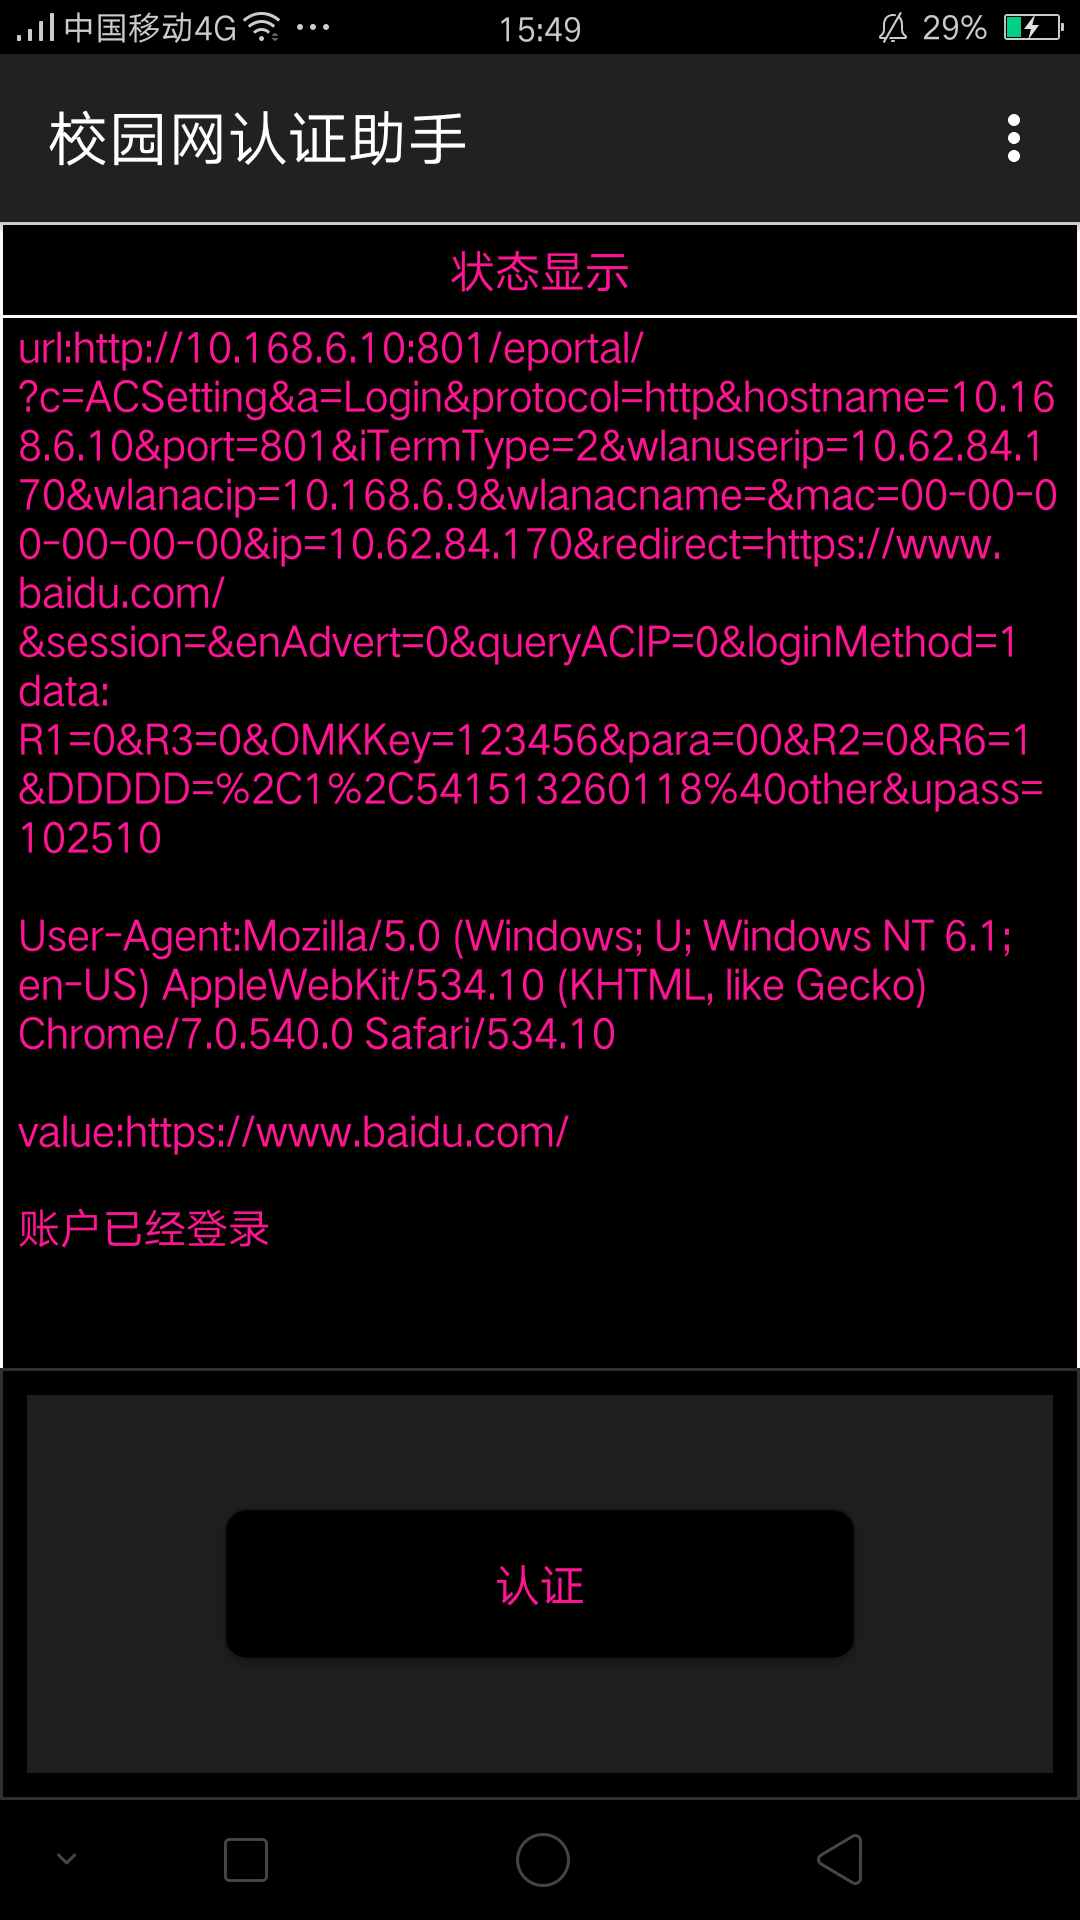 中国移动4G
15:49
29%
校园网认证助手
状态显示
url:http://10.168.6.10:801/eportal/
?c=ACSetting&a=Login&protocol=http&hostname=10.16
8.6.10&port=801&iTermType=2&wlanuserip=10.62.84.1
70&wlanacip=10.168.6.9&wlanacname=&mac=00-00-0
0-00-00-00&ip=10.62.84.170&redirect=https://www.
baidu.com/
&session=&enAdvert=0&queryACIP=0&loginMethod=1
data:
R1=0&R3=0&OMKKey=123456&para=00&R2=0&R6=1
&DDDDD=%2C1%2C541513260118%40other&upass=
102510
User-Agent:Mozilla/5.0 (Windows; U; Windows NT 6.1;
en-US) AppleWebKit/534.10 (KHTML, like Gecko)
Chrome/7.0.540.0 Safari/534.10
value:https://www.baidu.com/
账户已经登录
认证